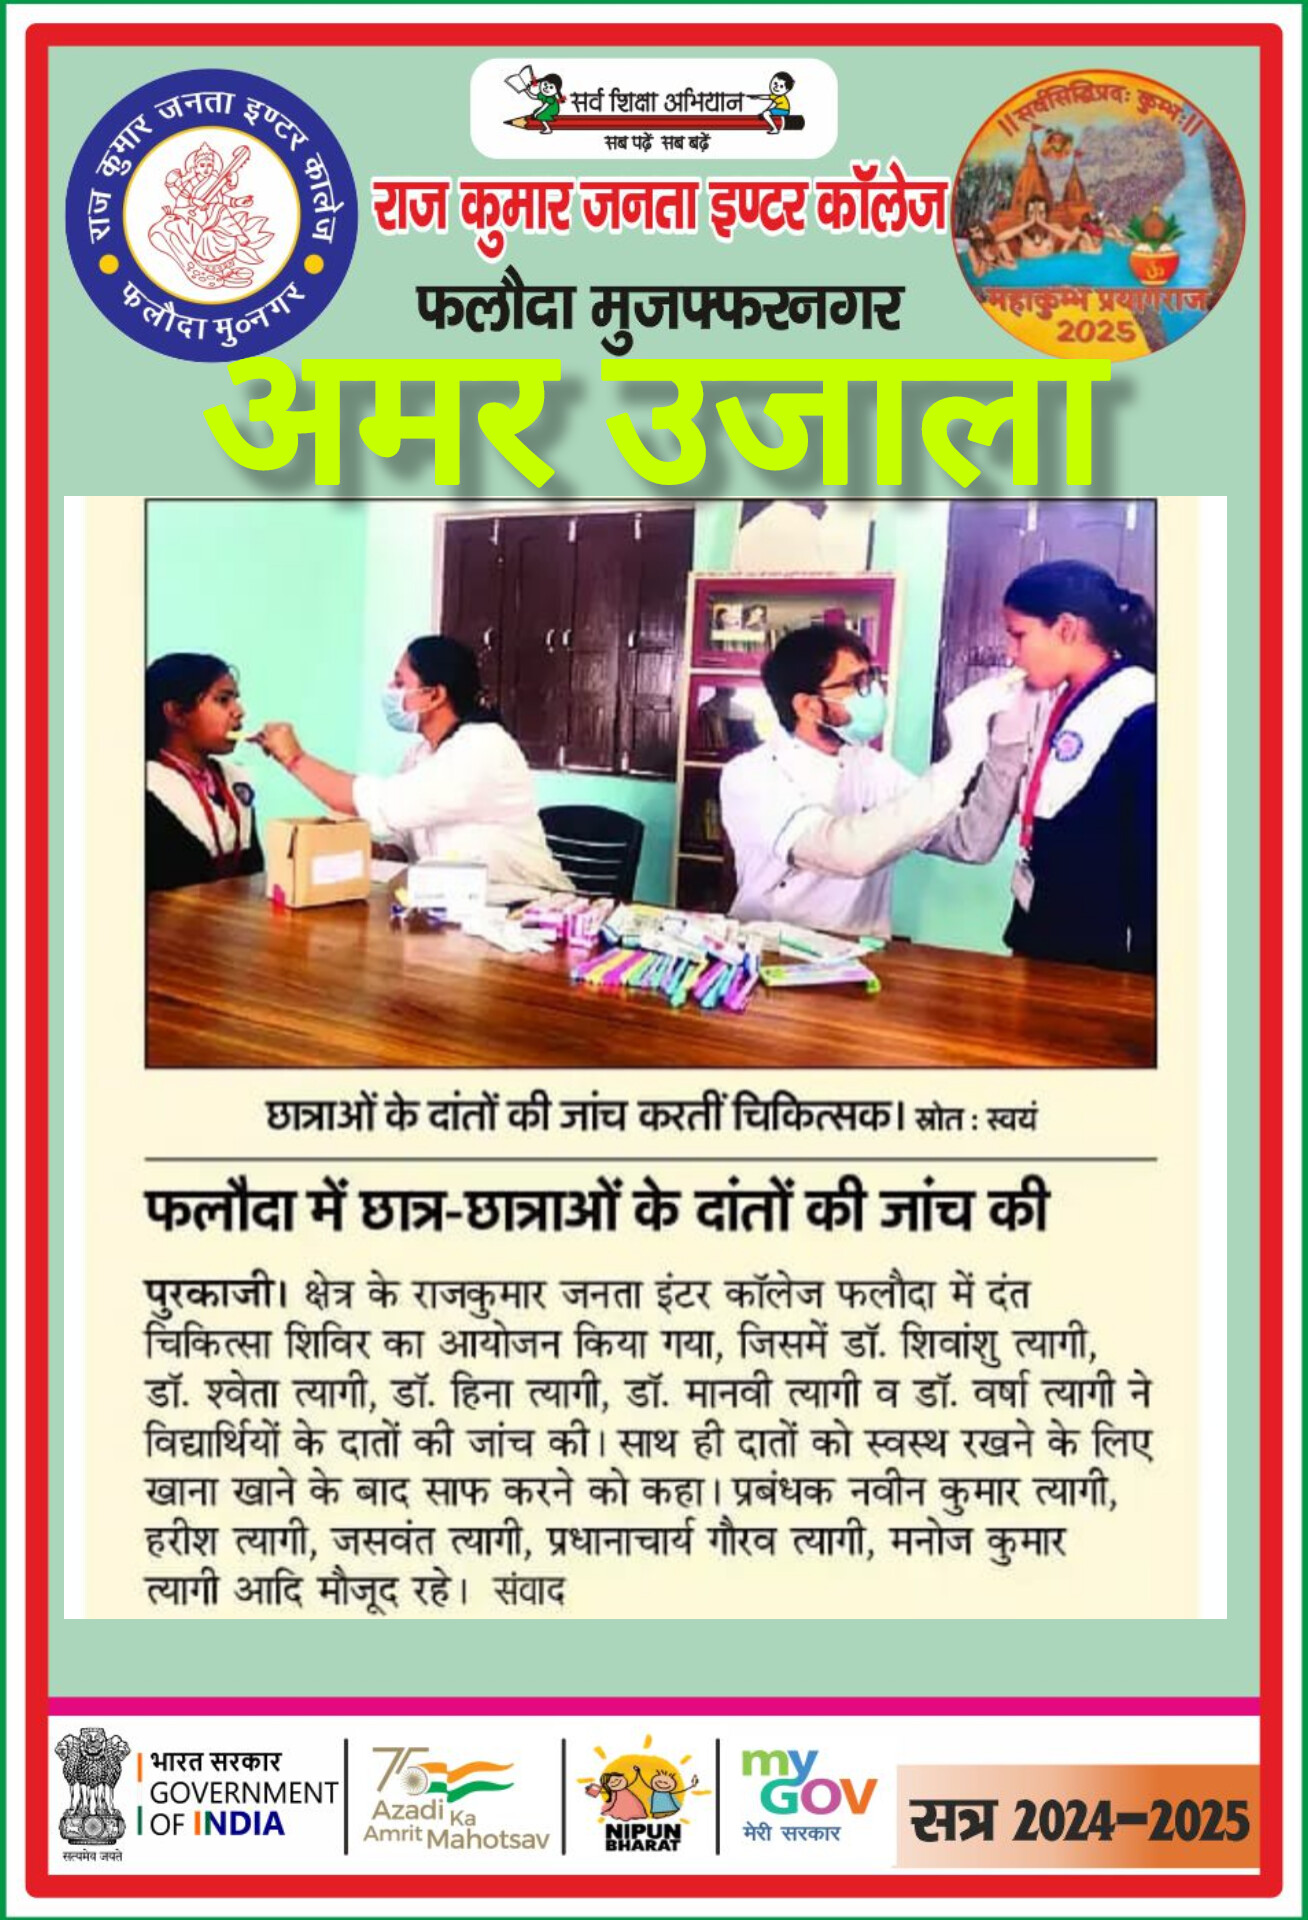 राज कुमार जनता इण्टर कालेज
फलौदा मु०नगर
सर्व शिक्षा अभियान
सब पढ़ें सब बढ़ें
॥सर्वसिद्धिप्रदः कुम्भः॥
महाकुम्भ प्रयागराज
2025
राज कुमार जनता इण्टर कॉलेज
फलौदा मुजफ्फरनगर
अमर उजाला
छात्राओं के दांतों की जांच करतीं चिकित्सक। स्रोत : स्वयं
फलौदा में छात्र-छात्राओं के दांतों की जांच की
पुरकाजी। क्षेत्र के राजकुमार जनता इंटर कॉलेज फलौदा में दंत
चिकित्सा शिविर का आयोजन किया गया, जिसमें डॉ. शिवांशु त्यागी,
डॉ. श्वेता त्यागी, डॉ. हिना त्यागी, डॉ. मानवी त्यागी व डॉ. वर्षा त्यागी ने
विद्यार्थियों के दातों की जांच की। साथ ही दातों को स्वस्थ रखने के लिए
खाना खाने के बाद साफ करने को कहा। प्रबंधक नवीन कुमार त्यागी,
हरीश त्यागी, जसवंत त्यागी, प्रधानाचार्य गौरव त्यागी, मनोज कुमार
त्यागी आदि मौजूद रहे। संवाद
सत्यमेव जयते
भारत सरकार
GOVERNMENT
OF INDIA
75
Azadi Ka
Amrit Mahotsav
NIPUN
BHARAT
my
GOV
मेरी सरकार
सत्र 2024-2025